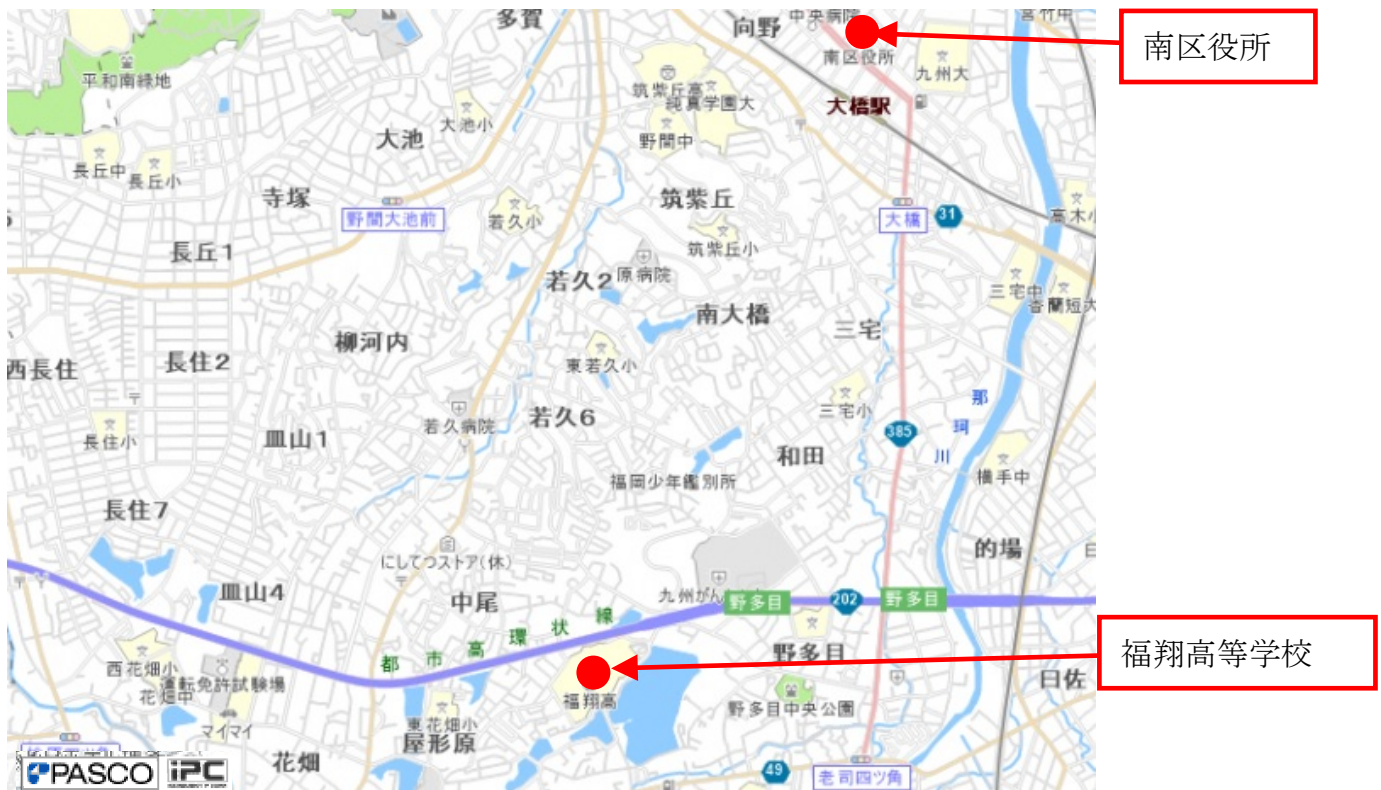 多賀
向野
中央病院
宮竹中
南区役所
南区役所
九州大
平和南緑地
筑紫丘高
純真学園大
大橋駅
大池小
大池
野間中
長丘中
長丘小
寺塚
筑紫丘
野間大池前
若久小
大橋
31
高木小
長丘1
筑紫丘小
若久2
原病院
三宅中
香蘭短大
南大橋
三宅
柳河内
西長住
長住2
東若久小
三宅小
那珂川
長住小
若久病院
若久6
385
皿山1
和田
横手中
福岡少年鑑別所
長住7
的場
にしてつストア(休)
皿山4
中尾
九州がん
野多目
202
野多目
都市高環状線
野多目
福翔高等学校
西花畑小
花畑中
運転免許試験場
福翔高
日佐
マイマイ
東花畑小
野多目中央公園
屋形原
花畑
49
老司四ツ角
PASCO
iPC